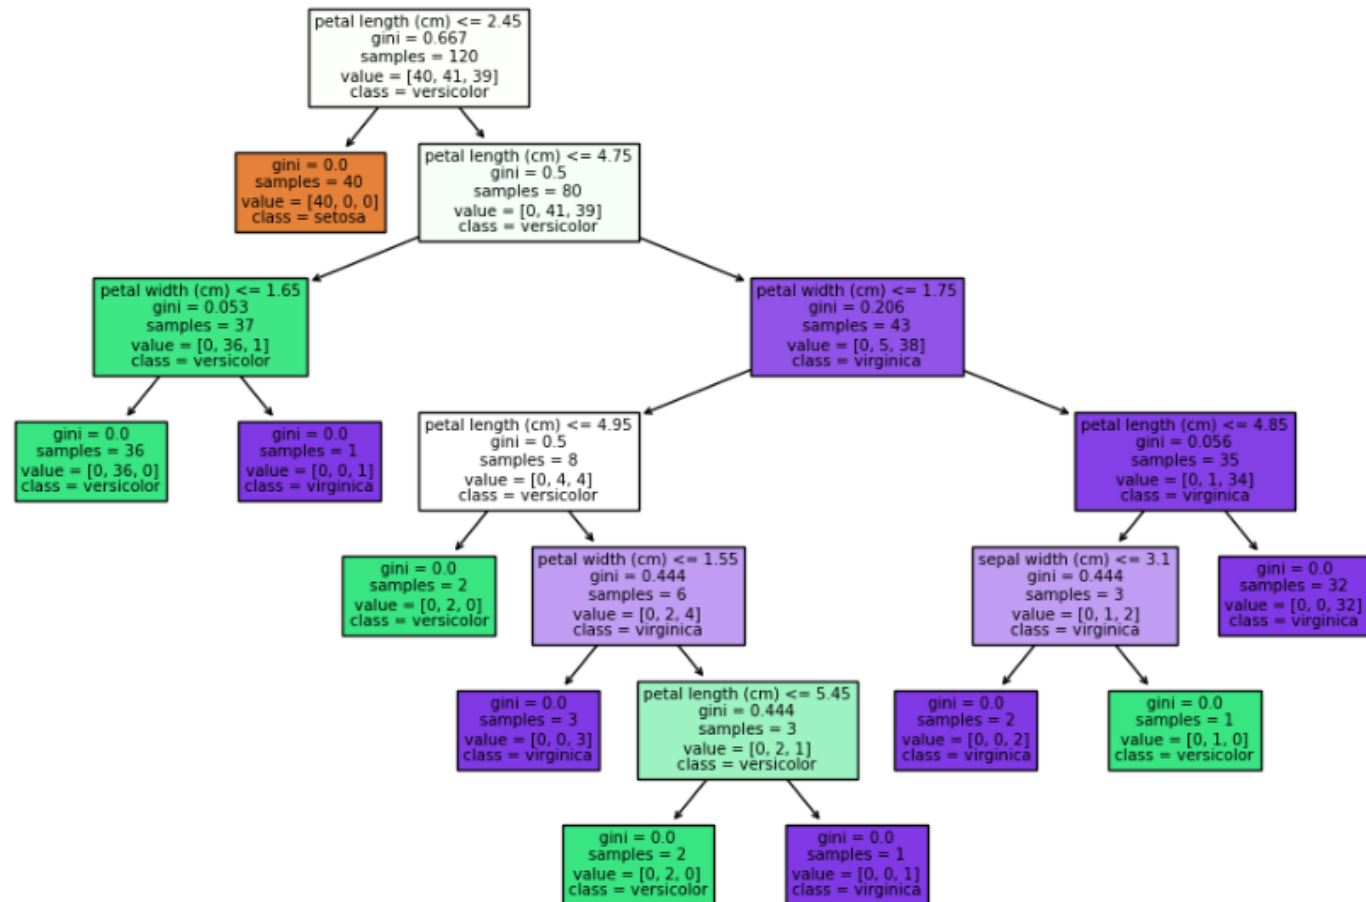 petal length (cm) <= 2.45
gini = 0.667
samples = 120
value = [40, 41, 39]
class = versicolor
gini = 0.0
samples = 40
value = [40, 0, 0]
class = setosa
petal length (cm) <= 4.75
gini = 0.5
samples = 80
value = [0, 41, 39]
class = versicolor
petal width (cm) <= 1.65
gini = 0.053
samples = 37
value = [0, 36, 1]
class = versicolor
petal width (cm) <= 1.75
gini = 0.206
samples = 43
value = [0, 5, 38]
class = virginica
gini = 0.0
samples = 36
value = [0, 36, 0]
class = versicolor
gini = 0.0
samples = 1
value = [0, 0, 1]
class = virginica
petal length (cm) <= 4.95
gini = 0.5
samples = 8
value = [0, 4, 4]
class = versicolor
petal length (cm) <= 4.85
gini = 0.056
samples = 35
value = [0, 1, 34]
class = virginica
gini = 0.0
samples = 2
value = [0, 2, 0]
class = versicolor
petal width (cm) <= 1.55
gini = 0.444
samples = 6
value = [0, 2, 4]
class = virginica
sepal width (cm) <= 3.1
gini = 0.444
samples = 3
value = [0, 1, 2]
class = virginica
gini = 0.0
samples = 32
value = [0, 0, 32]
class = virginica
gini = 0.0
samples = 3
value = [0, 0, 3]
class = virginica
petal length (cm) <= 5.45
gini = 0.444
samples = 3
value = [0, 2, 1]
class = versicolor
gini = 0.0
samples = 2
value = [0, 0, 2]
class = virginica
gini = 0.0
samples = 1
value = [0, 1, 0]
class = versicolor
gini = 0.0
samples = 2
value = [0, 2, 0]
class = versicolor
gini = 0.0
samples = 1
value = [0, 0, 1]
class = virginica